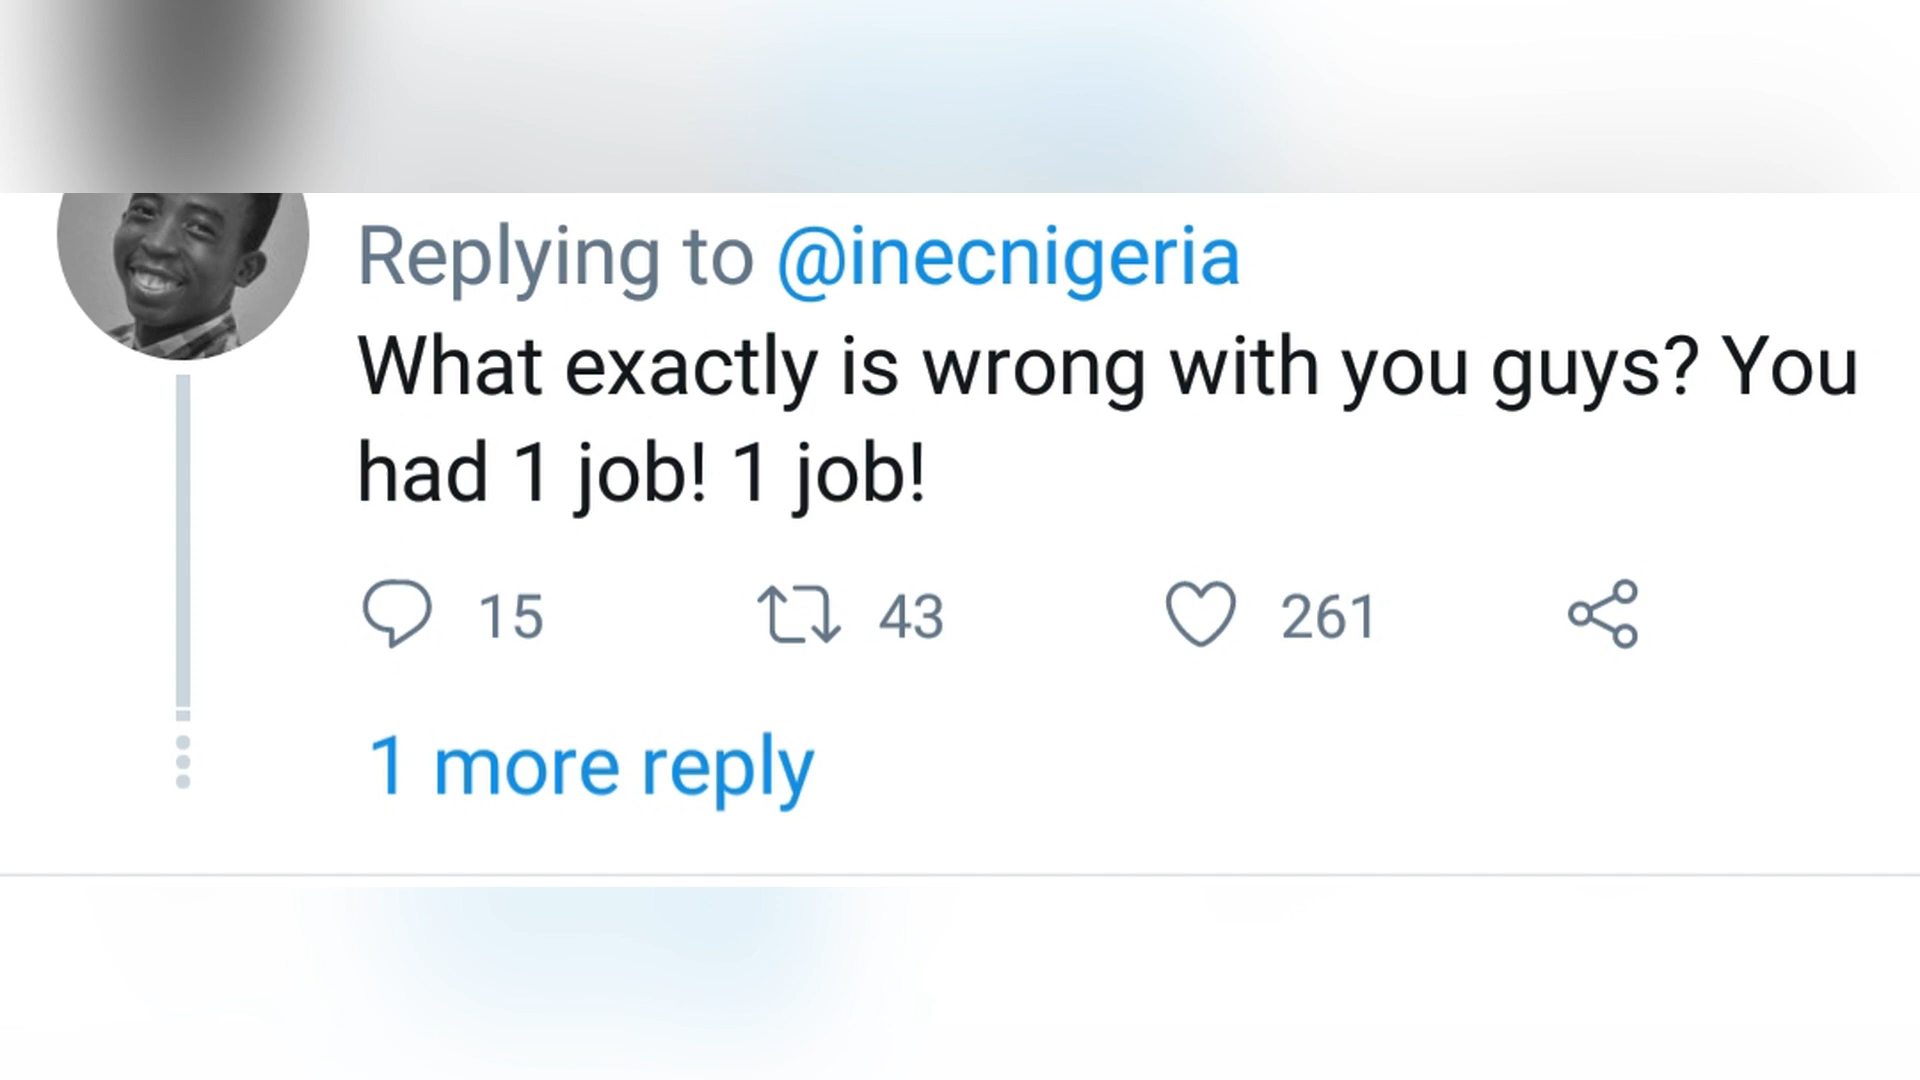 Replying to @inecnigeria
What exactly is wrong with you guys? You
had 1 job! 1 job!
15 43 261
1 more reply